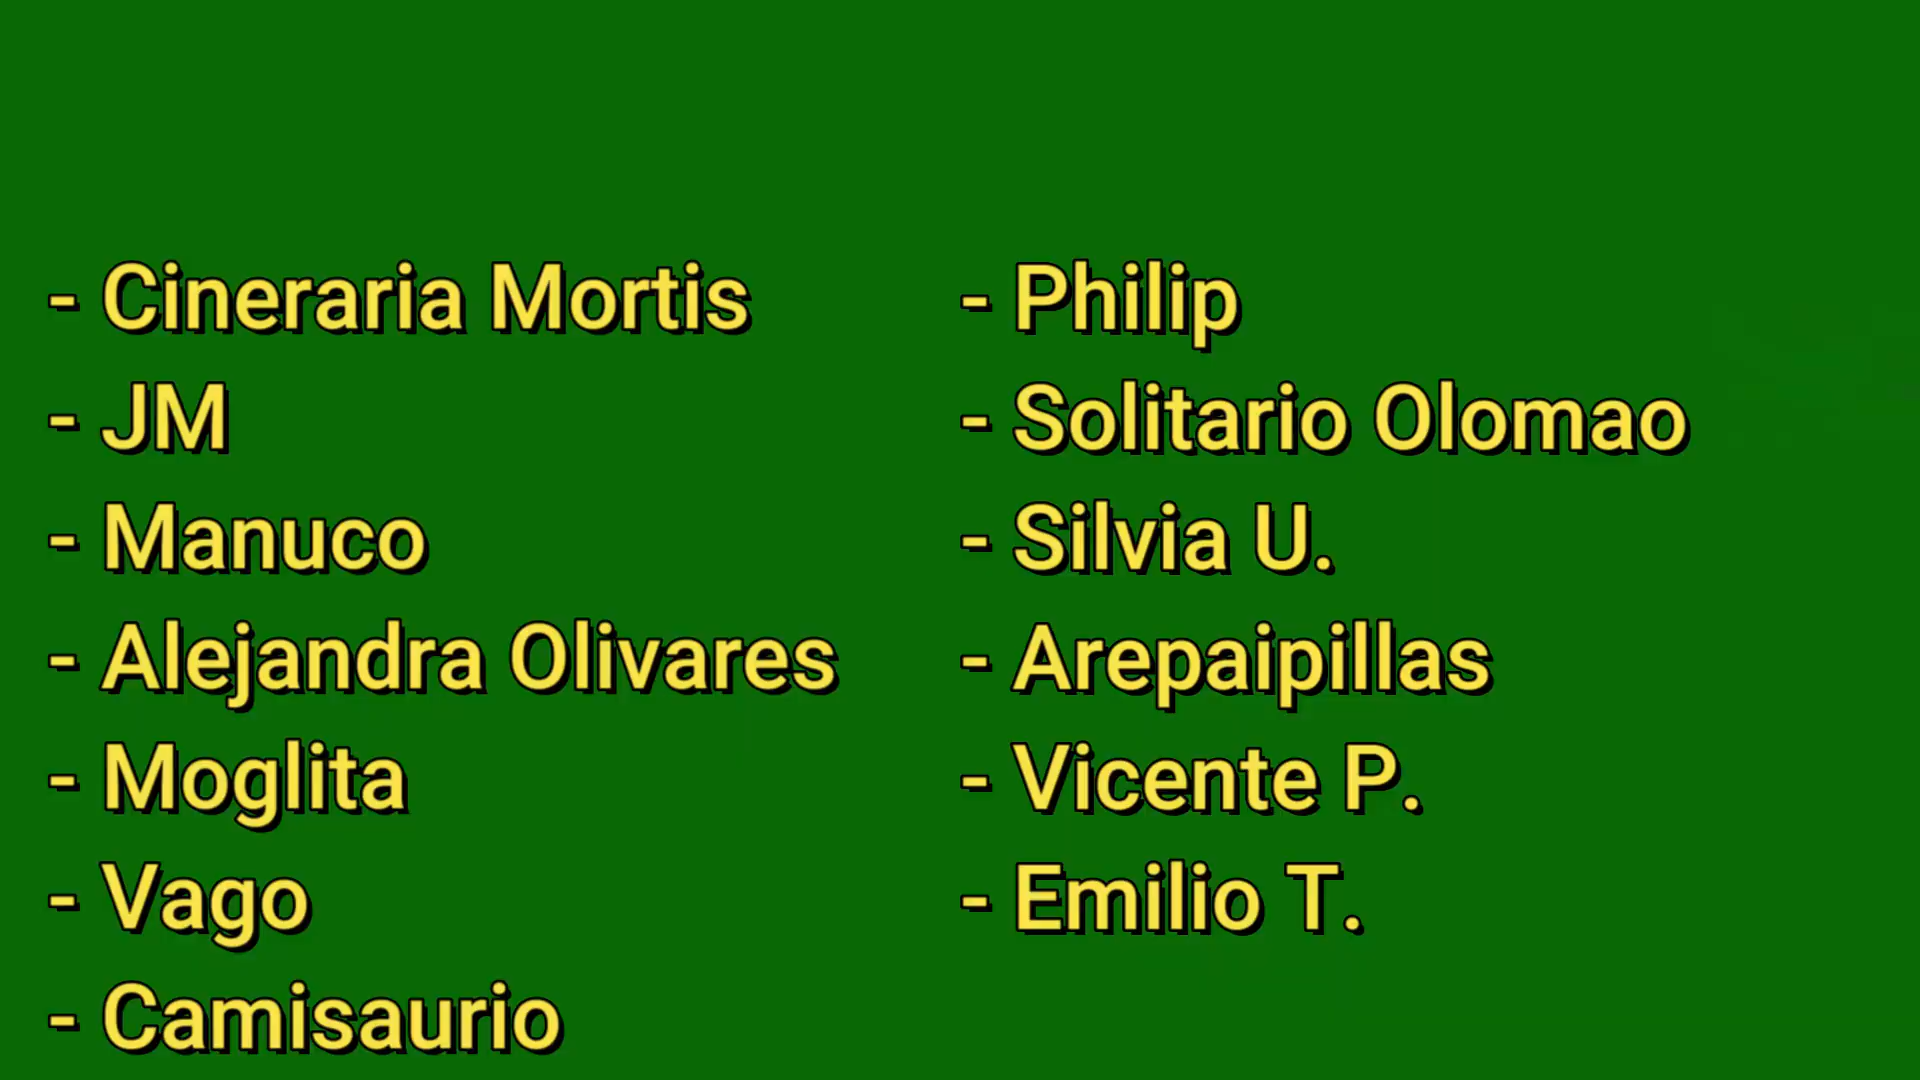 - Cineraria Mortis
- JM
- Manuco
- Alejandra Olivares
- Moglita
- Vago
- Camisaurio
- Philip
- Solitario Olomao
- Silvia U.
- Arepaipillas
- Vicente P.
- Emilio T.